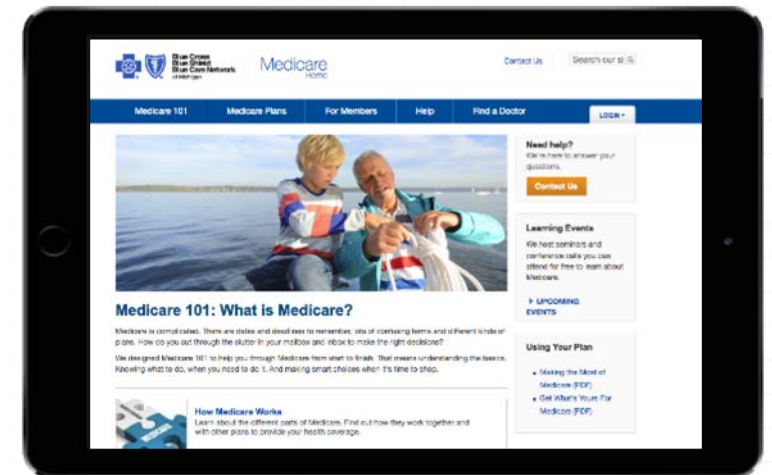 Blue Cross
Blue Shield
Blue Care Network
of Michigan
Medicare
Home
Contact Us
Search our si
Medicare 101
Medicare Plans
For Members
Help
Find a Doctor
LOGIN
Medicare 101: What is Medicare?
Medicare is complicated. There are dates and deadlines to remember, lots of confusing terms and different kinds of
plans. How do you cut through the clutter in your mailbox and inbox to make the right decisions?
We designed Medicare 101 to help you through Medicare from start to finish. That means understanding the basics.
Knowing what to do, when you need to do it. And making smart choices when it's time to shop.
MEDICARE
How Medicare Works
Learn about the different parts of Medicare. Find out how they work together and
with other plans to provide your health coverage.
Need help?
We're here to answer your
questions.
Contact Us
Learning Events
We host seminars and
conference calls you can
attend for free to learn about
Medicare.
UPCOMING
EVENTS
Using Your Plan
Making the Most of
Medicare (PDF)
Get What's Yours For
Medicare (PDF)